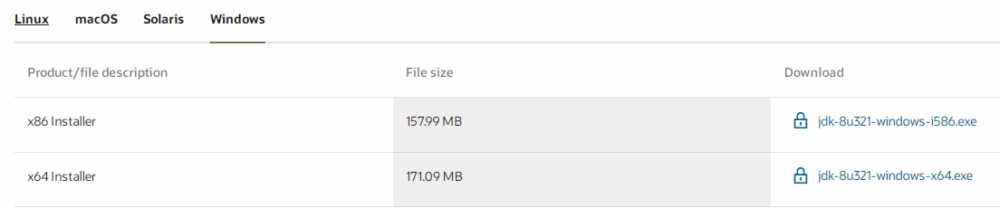 Linux macOS Solaris Windows
Product/file description File size Download
x86 Installer 157.99 MB jdk-8u321-windows-i586.exe
x64 Installer 171.09 MB jdk-8u321-windows-x64.exe